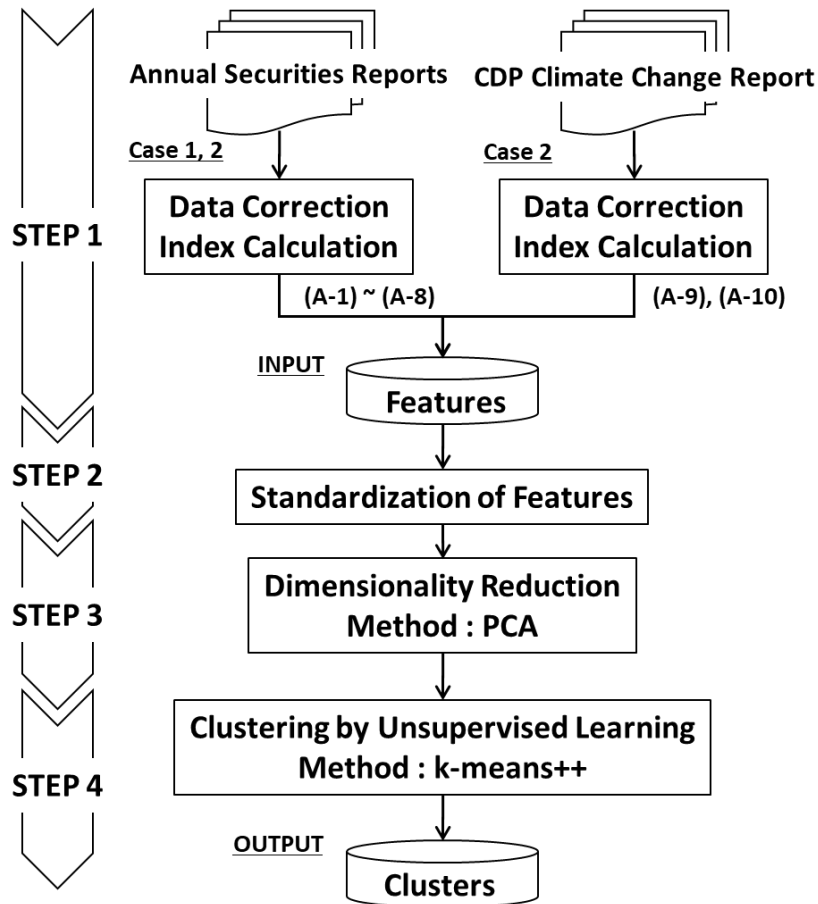 Annual Securities Reports
CDP Climate Change Report
Case 1, 2
Case 2
Data Correction
Index Calculation
Data Correction
Index Calculation
STEP 1
(A-1) ~ (A-8)
(A-9), (A-10)
INPUT
Features
STEP 2
Standardization of Features
STEP 3
Dimensionality Reduction
Method : PCA
STEP 4
Clustering by Unsupervised Learning
Method : k-means++
OUTPUT
Clusters